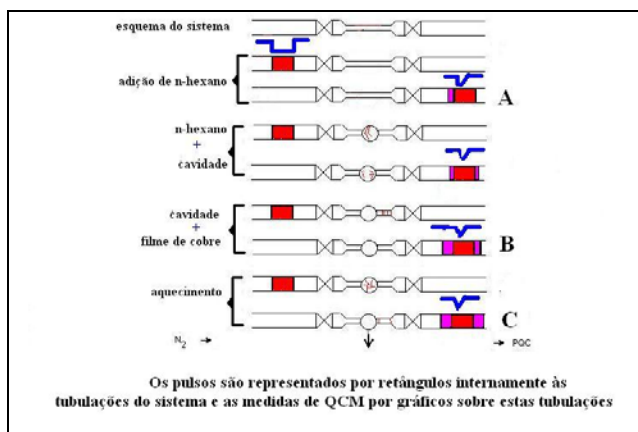 esquema do sistema
adição de n-hexano
A
n-hexano
+
cavidade
cavidade
+
filme de cobre
B
aquecimento
C
N2
PQC
Os pulsos são representados por retângulos internamente às
tubulações do sistema e as medidas de QCM por gráficos sobre estas tubulações